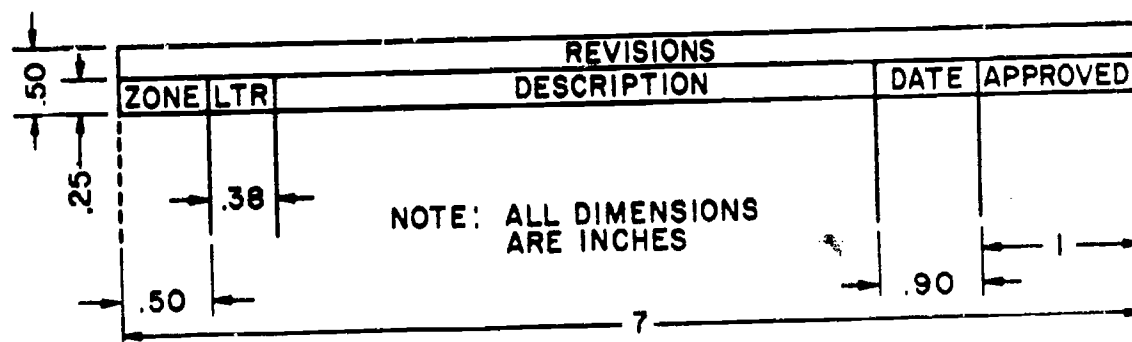 REVISIONS
ZONE LTR DESCRIPTION DATE APPROVED
.50
.25
.38
NOTE: ALL DIMENSIONS
ARE INCHES
1
.50
.90
7